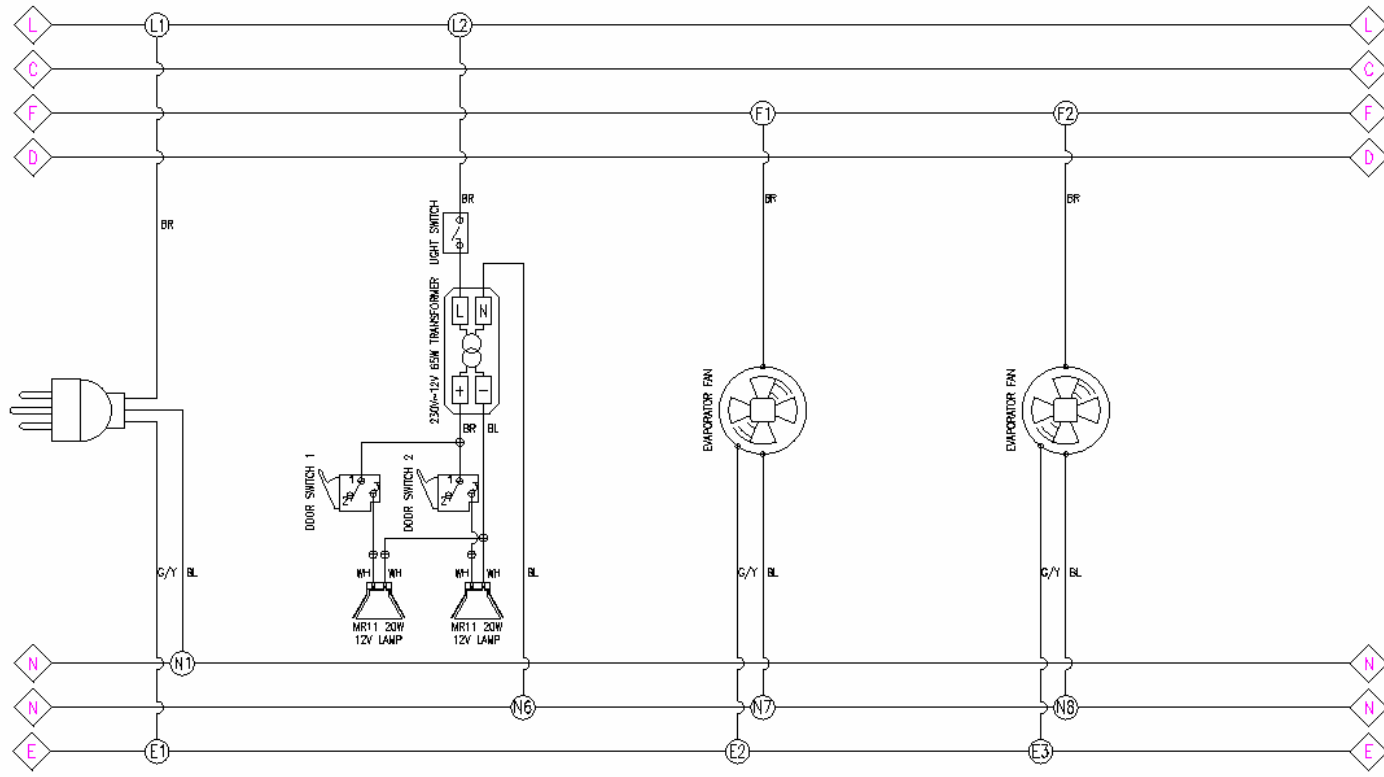 L L1 L2 L
C C
F F1 F2 F
D D
BR BR BR BR
LIGHT SWITCH
230V~12V 65W TRANSFORMER
L N
+ −
BR BL
EVAPORATOR FAN
EVAPORATOR FAN
DOOR SWITCH 1
1 2 3
DOOR SWITCH 2
1 2 3
G/Y BL
WH WH
WH WH
BL
G/Y BL
G/Y BL
MR11 20W
12V LAMP
MR11 20W
12V LAMP
N N1 N
N N6 N7 N8 N
E E1 E2 E3 E